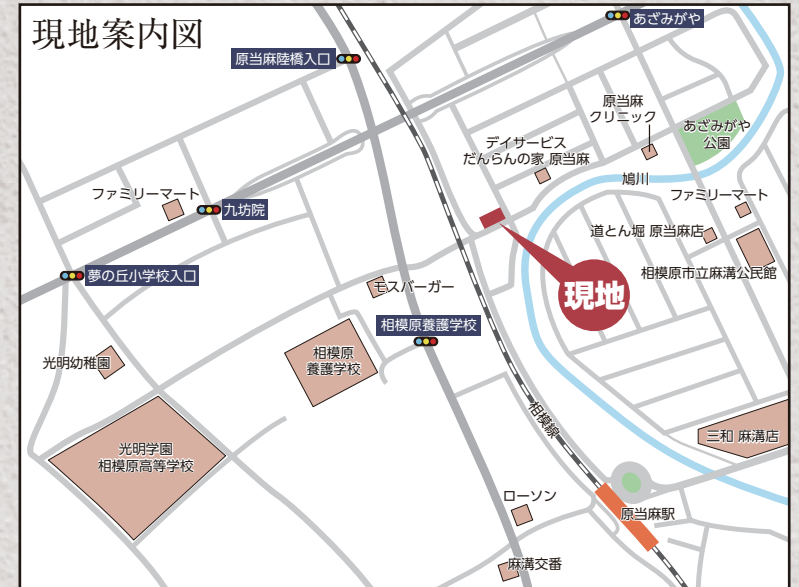 現地案内図
あざみがや
原当麻陸橋入口
原当麻
クリニック
あざみがや
公園
デイサービス
だんらんの家 原当麻
鳩川
ファミリーマート
ファミリーマート
九坊院
道とん堀 原当麻店
相模原市立麻溝公民館
夢の丘小学校入口
モスバーガー
現地
相模原養護学校
光明幼稚園
相模原
養護学校
相模線
三和 麻溝店
光明学園
相模原高等学校
ローソン
原当麻駅
麻溝交番